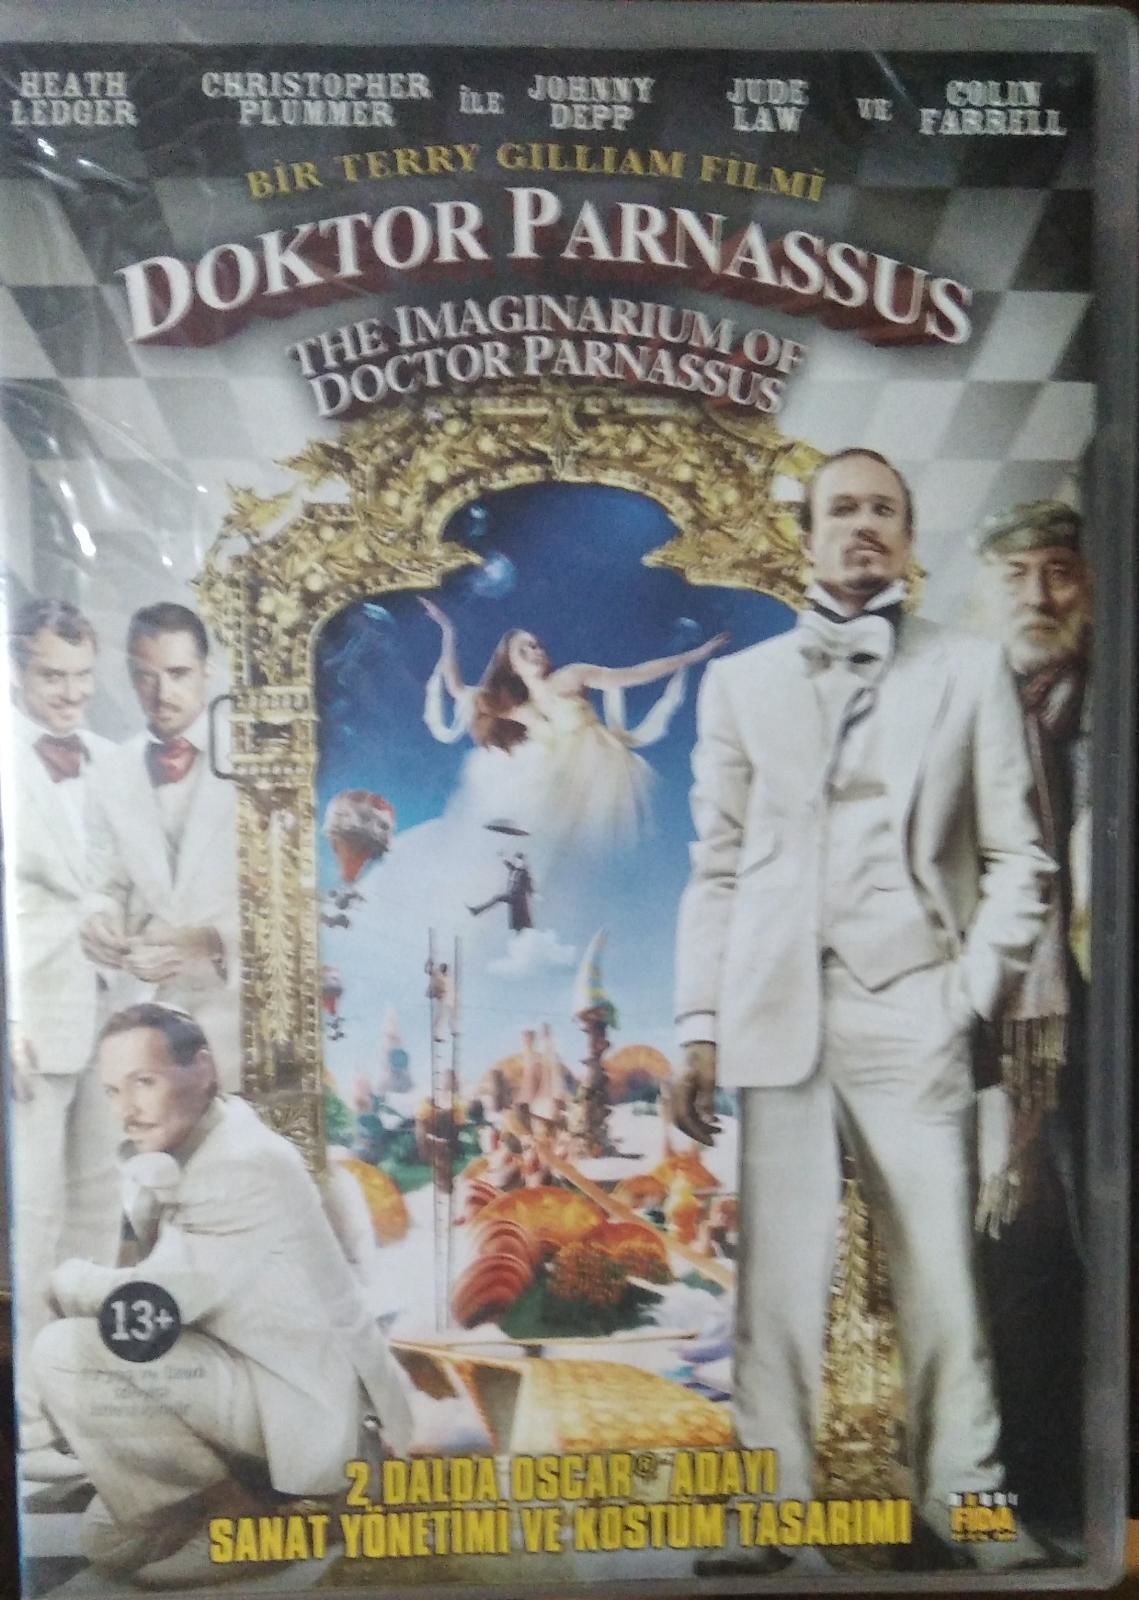 HEATH LEDGER
CHRISTOPHER PLUMMER
İLE
JOHNNY DEPP
JUDE LAW
VE
COLIN FARRELL
BİR TERRY GILLIAM FİLMİ
DOKTOR PARNASSUS
THE IMAGINARIUM OF
DOCTOR PARNASSUS
13+
2 DALDA OSCAR® ADAYI
SANAT YÖNETİMİ VE KOSTÜM TASARIMI
FIDA